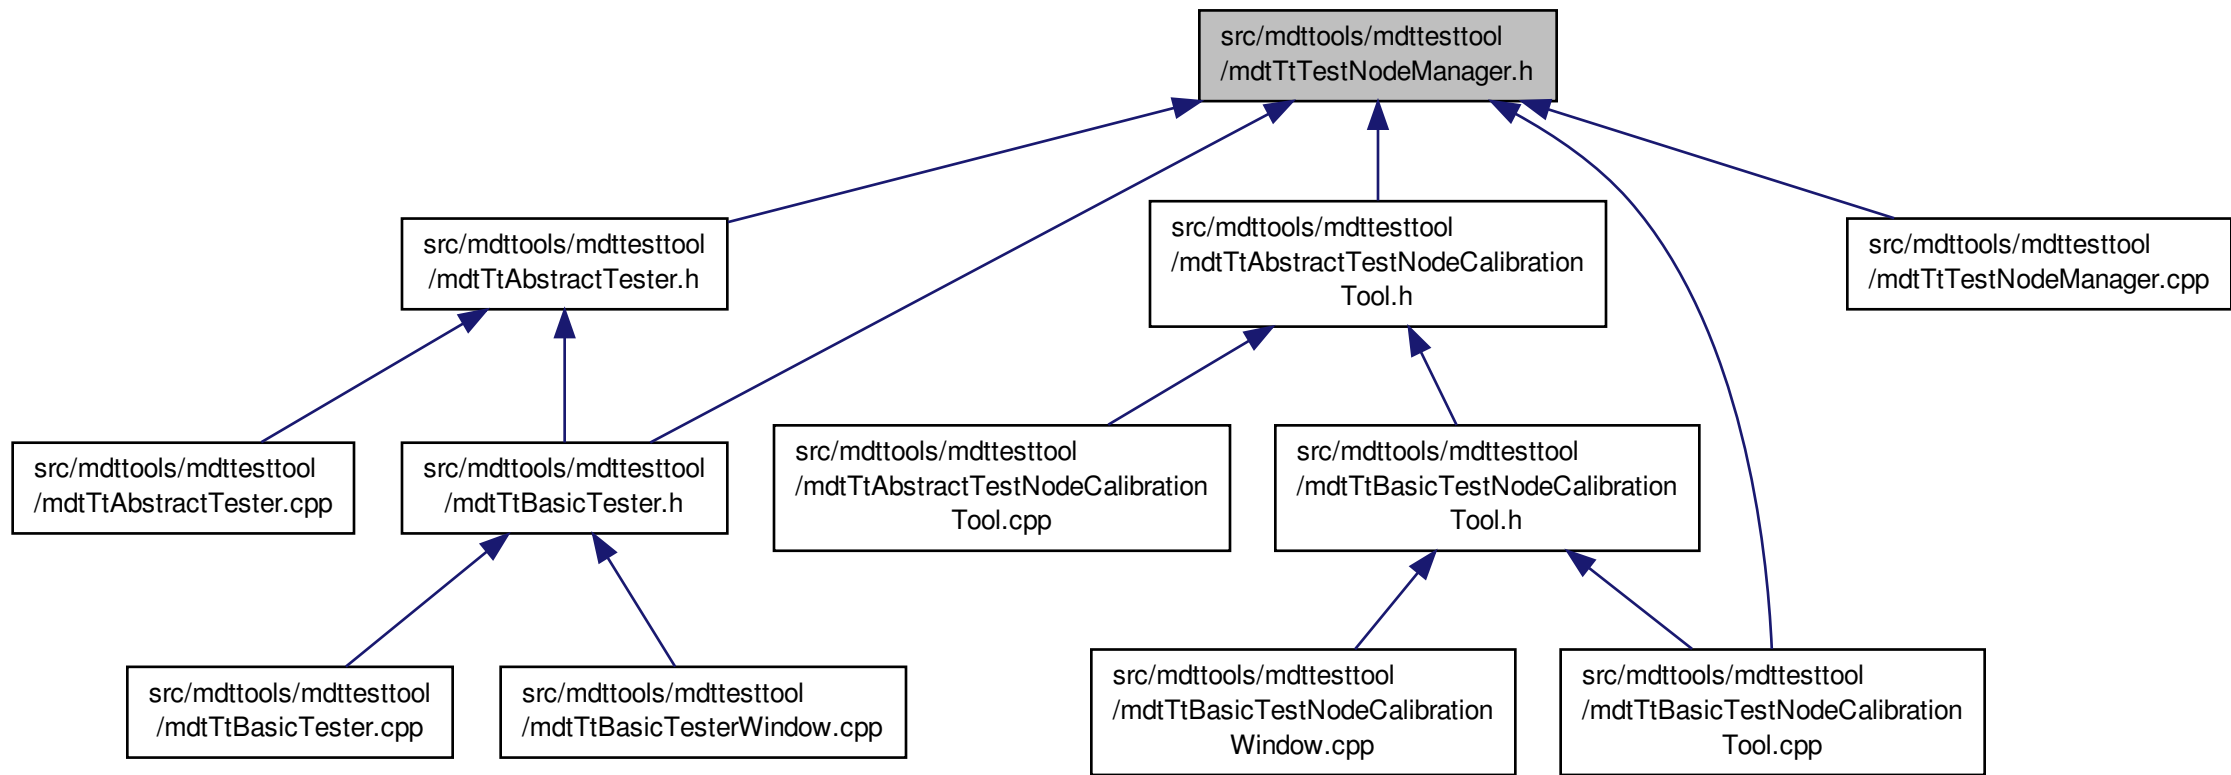 src/mdttools/mdttesttool
/mdtTtTestNodeManager.h
src/mdttools/mdttesttool
/mdtTtAbstractTester.h
src/mdttools/mdttesttool
/mdtTtAbstractTestNodeCalibration
Tool.h
src/mdttools/mdttesttool
/mdtTtTestNodeManager.cpp
src/mdttools/mdttesttool
/mdtTtAbstractTester.cpp
src/mdttools/mdttesttool
/mdtTtBasicTester.h
src/mdttools/mdttesttool
/mdtTtAbstractTestNodeCalibration
Tool.cpp
src/mdttools/mdttesttool
/mdtTtBasicTestNodeCalibration
Tool.h
src/mdttools/mdttesttool
/mdtTtBasicTester.cpp
src/mdttools/mdttesttool
/mdtTtBasicTesterWindow.cpp
src/mdttools/mdttesttool
/mdtTtBasicTestNodeCalibration
Window.cpp
src/mdttools/mdttesttool
/mdtTtBasicTestNodeCalibration
Tool.cpp